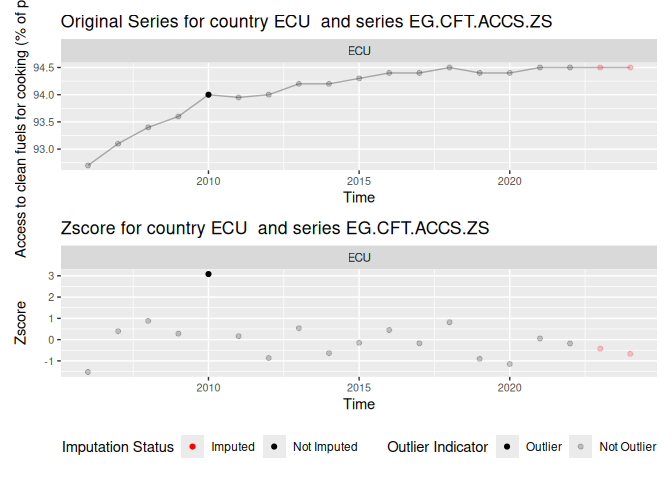 Original Series for country ECU  and series EG.CFT.ACCS.ZS
ECU
Access to clean fuels for cooking (% of p
94.5
94.0
93.5
93.0
2010 2015 2020
Time
Zscore for country ECU  and series EG.CFT.ACCS.ZS
ECU
Zscore
3
2
1
0
-1
2010 2015 2020
Time
Imputation Status Imputed Not Imputed Outlier Indicator Outlier Not Outlier